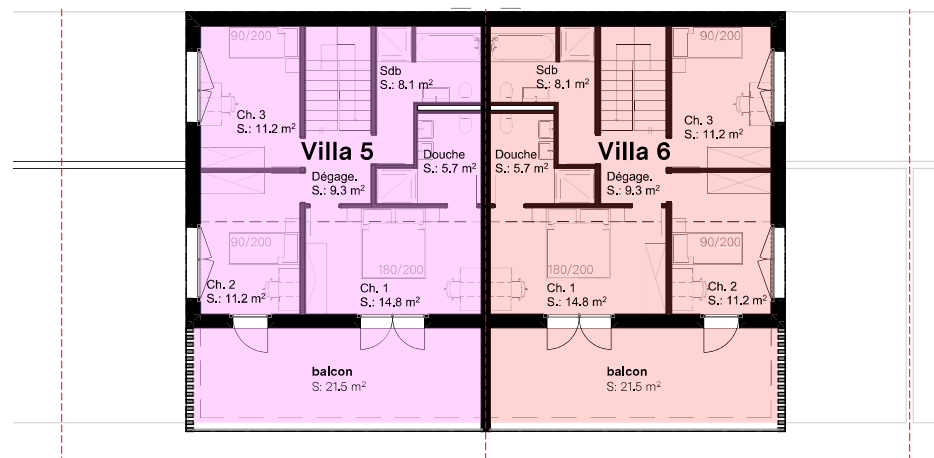 90/200
Sdb
S.: 8.1 m²
Ch. 3
S.: 11.2 m²
Villa 5
Douche
S.: 5.7 m²
Dégage.
S.: 9.3 m²
90/200
180/200
Ch. 2
S.: 11.2 m²
Ch. 1
S.: 14.8 m²
balcon
S: 21.5 m²
90/200
Sdb
S.: 8.1 m²
Ch. 3
S.: 11.2 m²
Villa 6
Douche
S.: 5.7 m²
Dégage.
S.: 9.3 m²
90/200
180/200
Ch. 1
S.: 14.8 m²
Ch. 2
S.: 11.2 m²
balcon
S: 21.5 m²